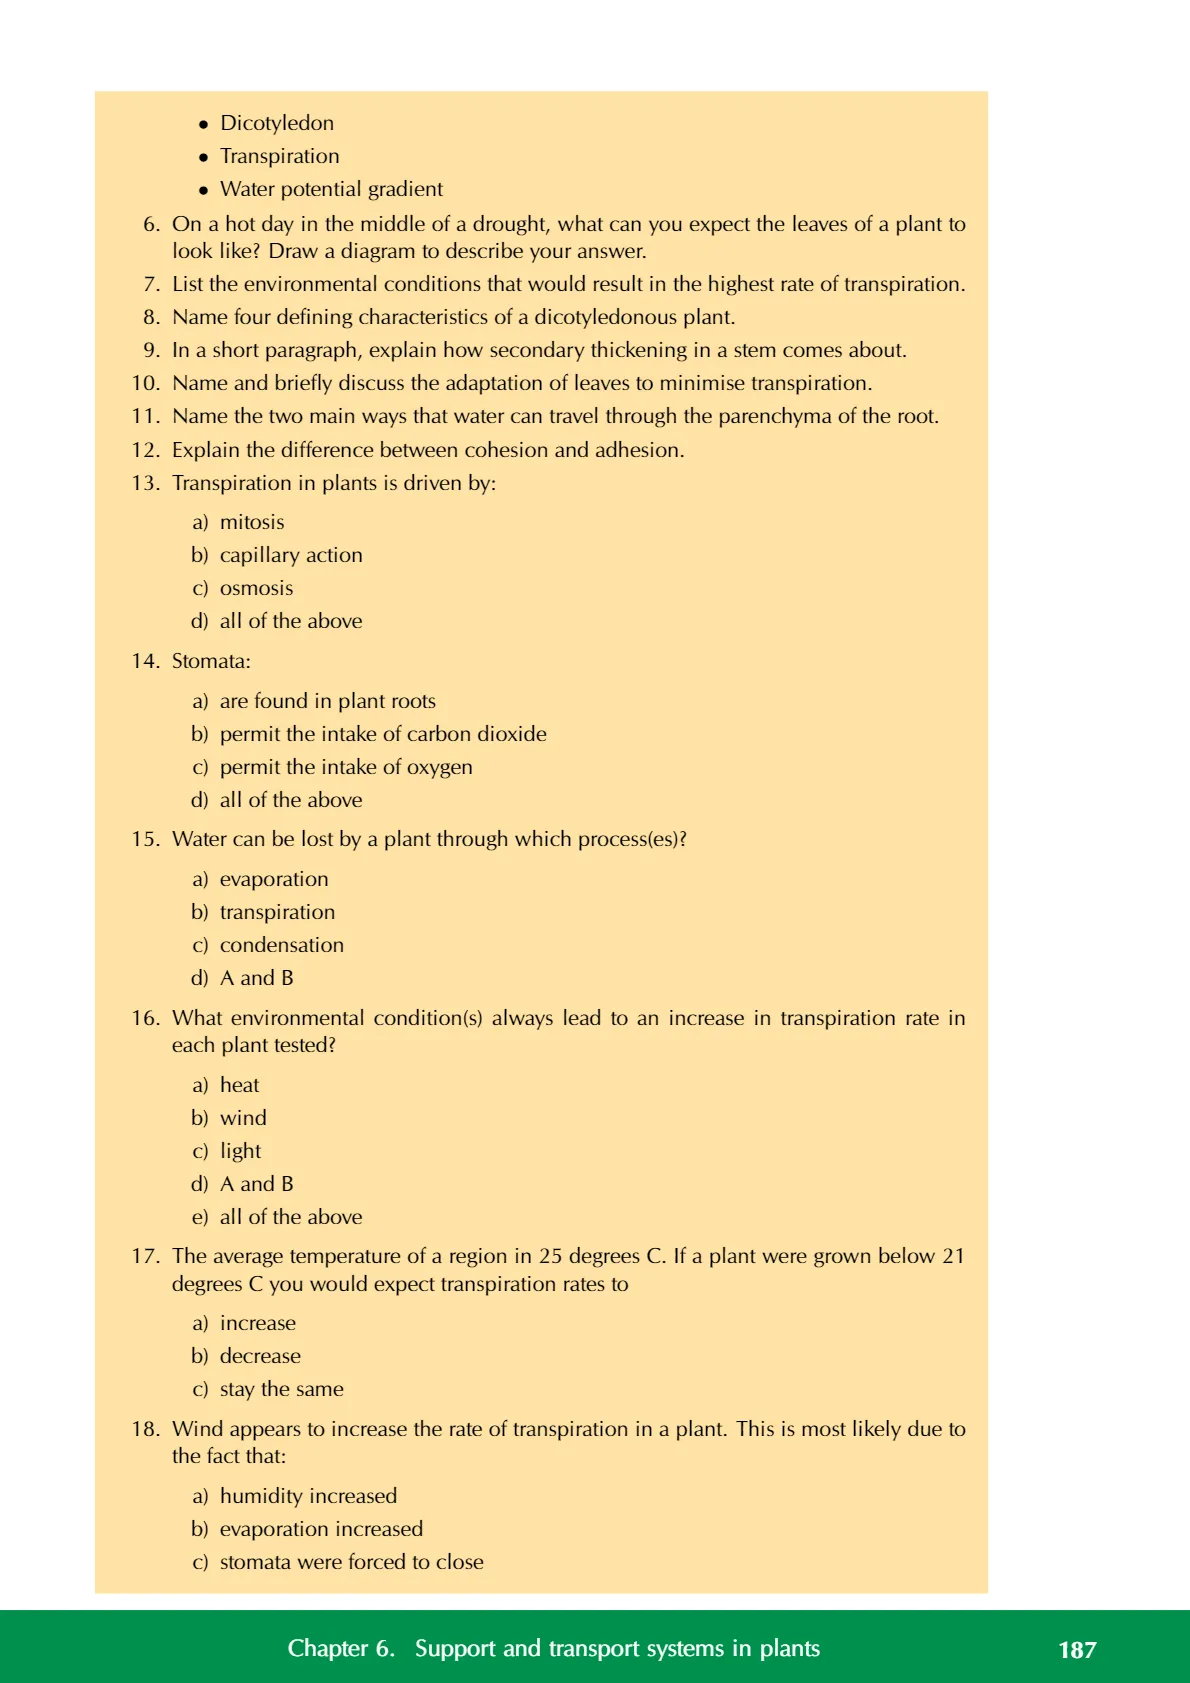 • Dicotyledon
• Transpiration
• Water potential gradient
6. On a hot day in the middle of a drought, what can you expect the leaves of a plant to
look like? Draw a diagram to describe your answer.
7. List the environmental conditions that would result in the highest rate of transpiration.
8. Name four defining characteristics of a dicotyledonous plant.
9. In a short paragraph, explain how secondary thickening in a stem comes about.
10. Name and briefly discuss the adaptation of leaves to minimise transpiration.
11. Name the two main ways that water can travel through the parenchyma of the root.
12. Explain the difference between cohesion and adhesion.
13. Transpiration in plants is driven by:
a) mitosis
b) capillary action
c) osmosis
d) all of the above
14. Stomata:
a) are found in plant roots
b) permit the intake of carbon dioxide
c) permit the intake of oxygen
d) all of the above
15. Water can be lost by a plant through which process(es)?
a) evaporation
b) transpiration
c) condensation
d) A and B
16. What environmental condition(s) always lead to an increase in transpiration rate in
each plant tested?
a) heat
b) wind
c) light
d) A and B
e) all of the above
17. The average temperature of a region in 25 degrees C. If a plant were grown below 21
degrees C you would expect transpiration rates to
a) increase
b) decrease
c) stay the same
18. Wind appears to increase the rate of transpiration in a plant. This is most likely due to
the fact that:
a) humidity increased
b) evaporation increased
c) stomata were forced to close
Chapter 6. Support and transport systems in plants 187